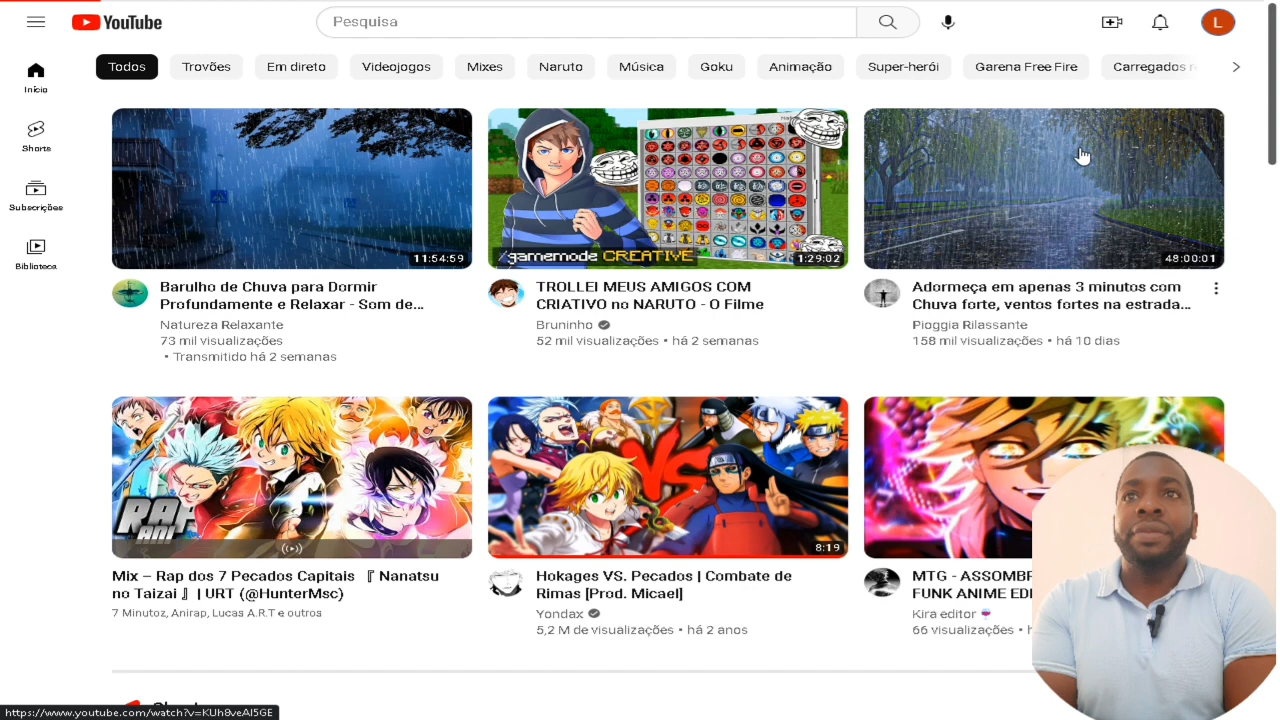 YouTube
Pesquisa
L
Todos
Trovões
Em direto
Videojogos
Mixes
Naruto
Música
Goku
Animação
Super-herói
Garena Free Fire
Carregados
Início
Shorts
Subscrições
Biblioteca
11:54:59
/gamemode CREATIVE
1:29:02
48:00:01
Barulho de Chuva para Dormir
Profundamente e Relaxar - Som de...
Natureza Relaxante
73 mil visualizações
• Transmitido há 2 semanas
TROLLEI MEUS AMIGOS COM
CRIATIVO no NARUTO - O Filme
Bruninho
52 mil visualizações • há 2 semanas
Adormeça em apenas 3 minutos com
Chuva forte, ventos fortes na estrada...
Pioggia Rilassante
158 mil visualizações • há 10 dias
RAP
ANI
VS
8:19
Mix – Rap dos 7 Pecados Capitais 『 Nanatsu
no Taizai 』 | URT (@HunterMsc)
7 Minutoz, Anirap, Lucas A.R.T e outros
Hokages VS. Pecados | Combate de
Rimas [Prod. Micael]
Yondax
5,2 M de visualizações • há 2 anos
MTG - ASSOMBR
FUNK ANIME EDI
Kira editor
66 visualizações •
https://www.youtube.com/watch?v=KUh8veAI5GE